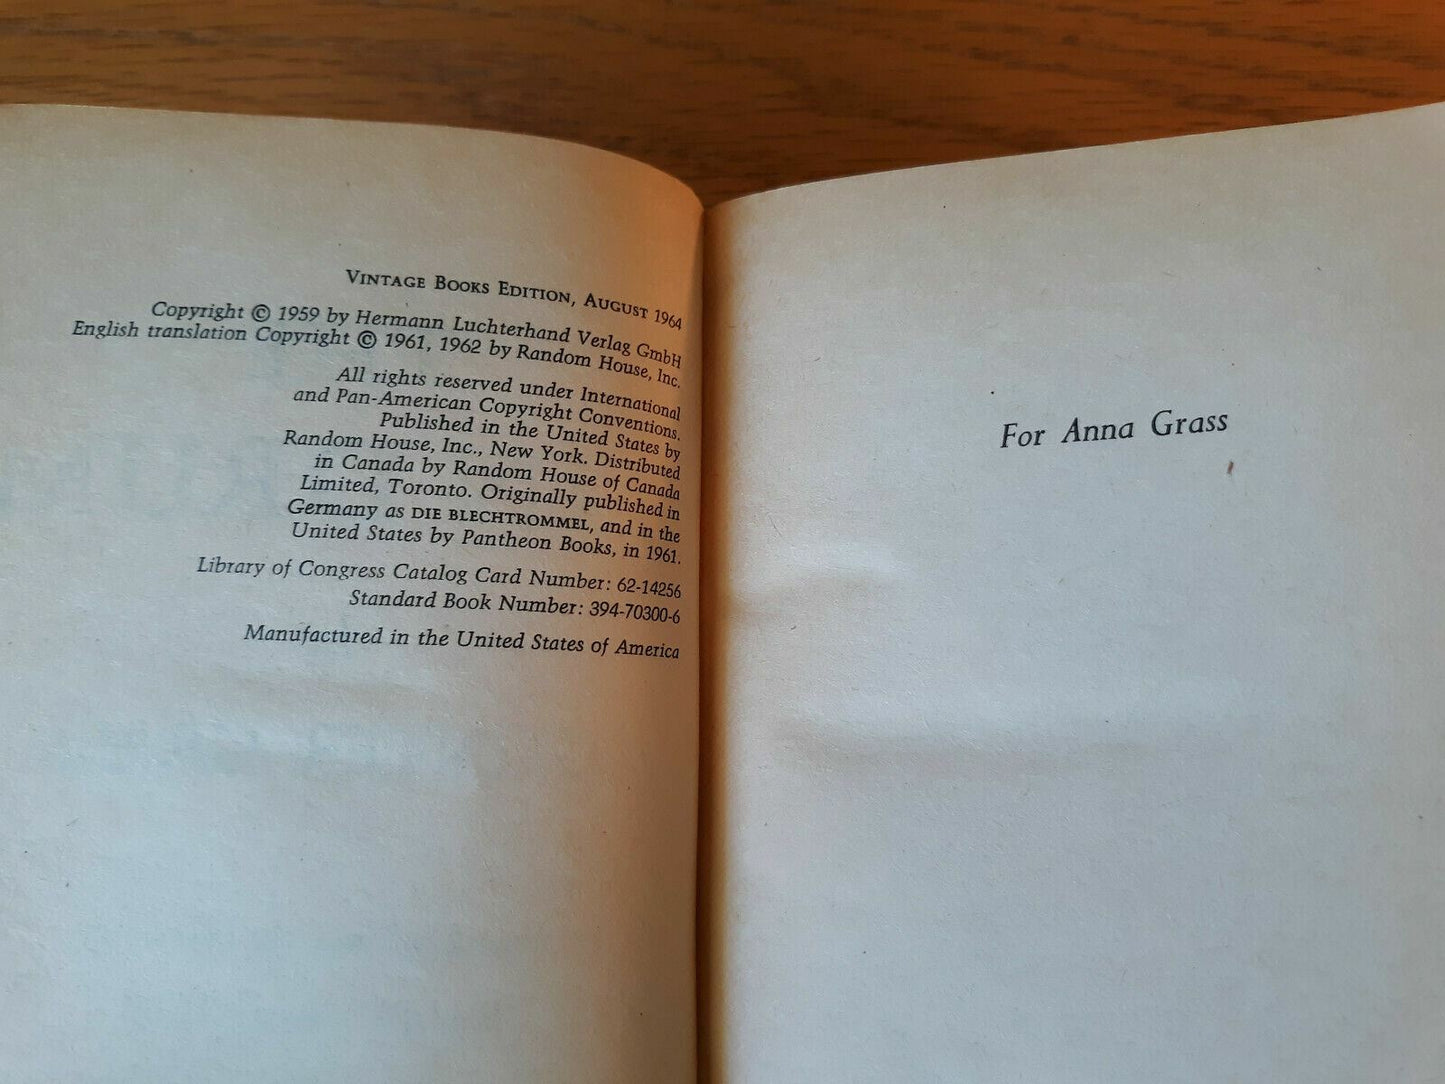 VINTAGE BOOKS EDITION, AUGUST 1964
Copyright © 1959 by Hermann Luchterhand Verlag GmbH
English translation Copyright © 1961, 1962 by Random House, Inc.
All rights reserved under International
and Pan-American Copyright Conventions.
Published in the United States by
Random House, Inc., New York. Distributed
in Canada by Random House of Canada
Limited, Toronto. Originally published in
Germany as DIE BLECHTROMMEL, and in the
United States by Pantheon Books, in 1961.
Library of Congress Catalog Card Number: 62-14256
Standard Book Number: 394-70300-6
Manufactured in the United States of America
For Anna Grass